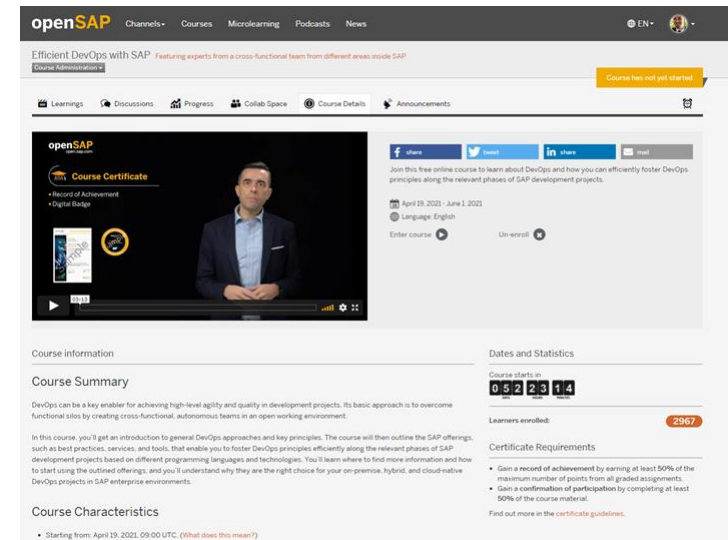 openSAP
Channels
Courses
Microlearning
Podcasts
News
EN
Efficient DevOps with SAP Featuring experts from a cross-functional team from different areas inside SAP
Course Administration
Course has not yet started
Learnings
Discussions
Progress
Collab Space
Course Details
Announcements
openSAP
open.sap.com
Course Certificate
• Record of Achievement
• Digital Badge
03:13
share
tweet
share
mail
Join this free online course to learn about DevOps and how you can efficiently foster DevOps
principles along the relevant phases of SAP development projects.
April 19, 2021 - June 1, 2021
Language: English
Enter course
Un-enroll
Course information
Course Summary
DevOps can be a key enabler for achieving high-level agility and quality in development projects. Its basic approach is to overcome
functional silos by creating cross-functional, autonomous teams in an open working environment.
In this course, you'll get an introduction to general DevOps approaches and key principles. The course will then outline the SAP offerings,
such as best practices, services, and tools, that enable you to foster DevOps principles efficiently along the relevant phases of SAP
development projects based on different programming languages and technologies. You'll learn where to find more information and how
to start using the outlined offerings, and you'll understand why they are the right choice for your on-premise, hybrid, and cloud-native
DevOps projects in SAP enterprise environments.
Course Characteristics
• Starting from: April 19, 2021, 09:00 UTC. (What does this mean?)
Dates and Statistics
Course starts in
052 23 14
DAYS HOURS MINUTES
Learners enrolled: 2967
Certificate Requirements
• Gain a record of achievement by earning at least 50% of the
maximum number of points from all graded assignments.
• Gain a confirmation of participation by completing at least
50% of the course material.
Find out more in the certificate guidelines.